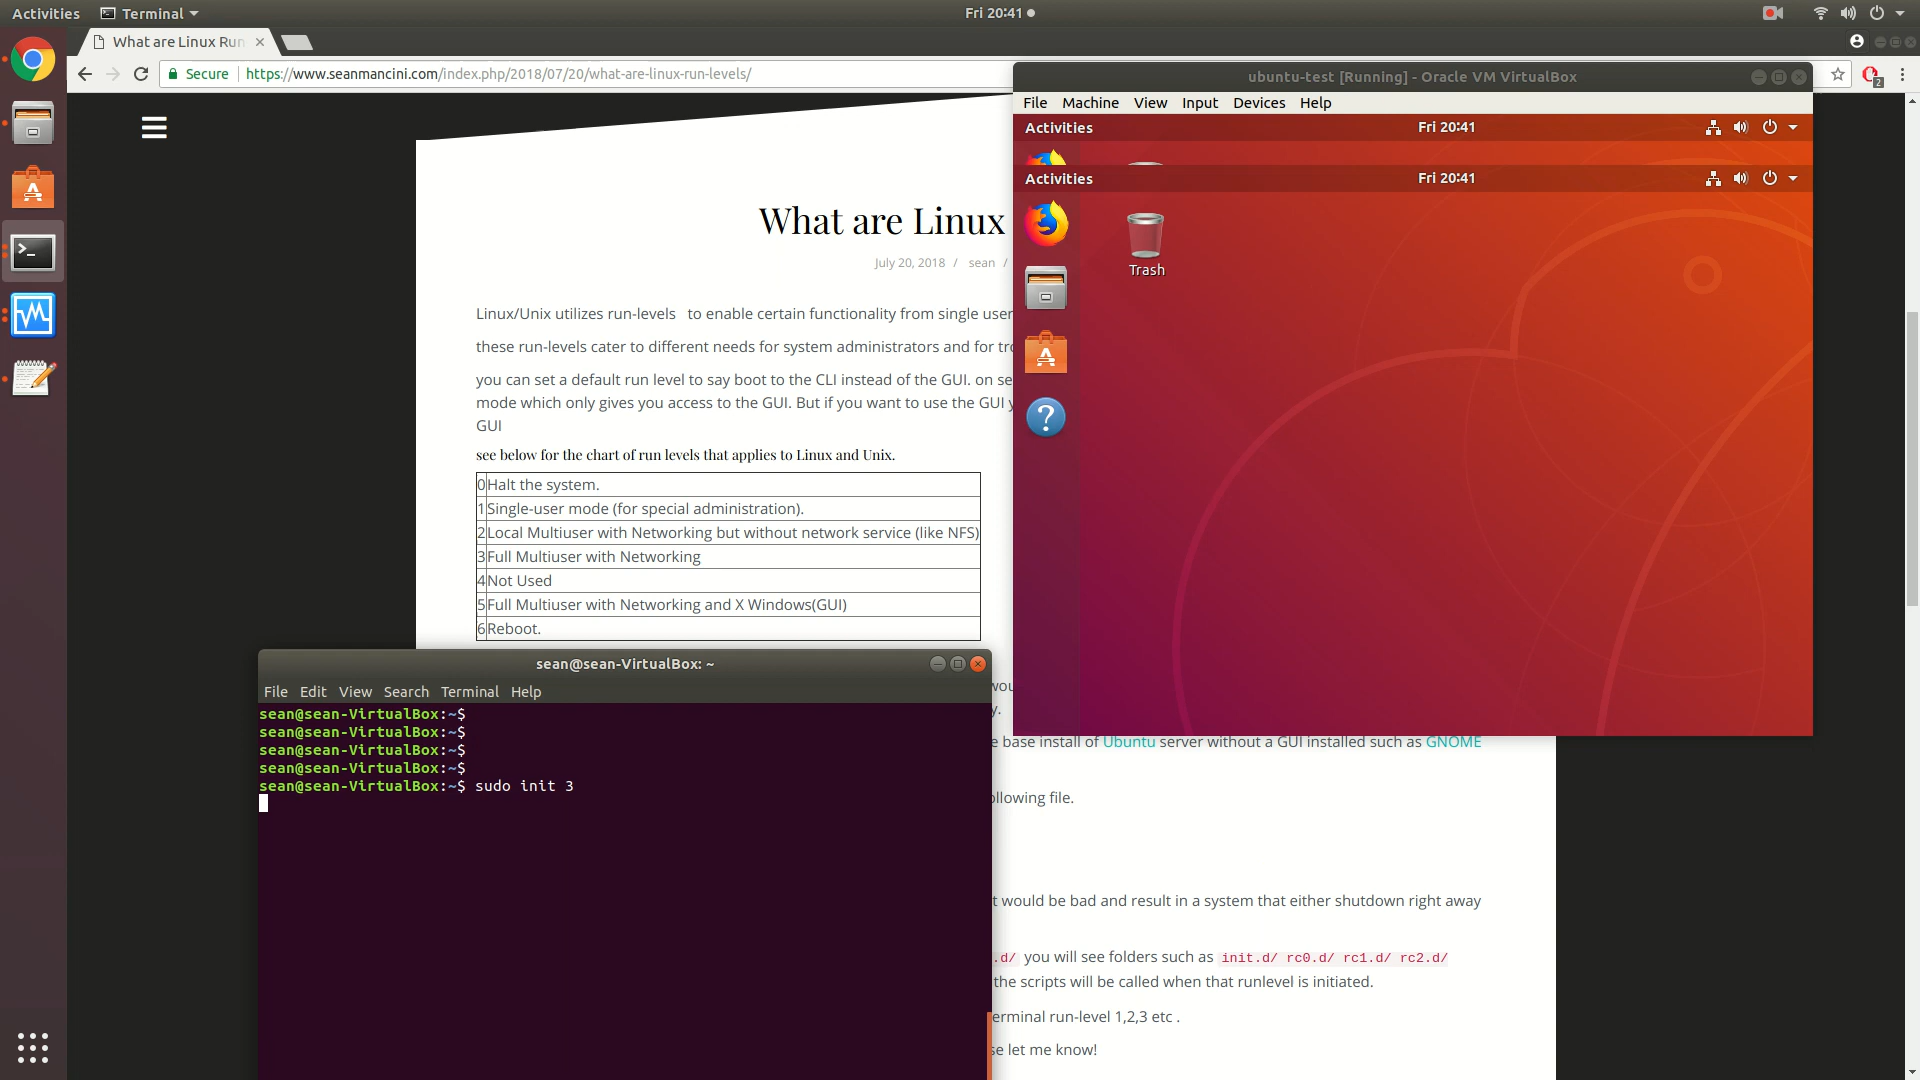 Activities
Terminal
Fri 20:41
What are Linux Run
Secure
https://www.seanmancini.com/index.php/2018/07/20/what-are-linux-run-levels/
2
What are Linux
July 20, 2018 / sean /
Linux/Unix utilizes run-levels to enable certain functionality from single user
these run-levels cater to different needs for system administrators and for tro
you can set a default run level to say boot to the CLI instead of the GUI. on se
mode which only gives you access to the GUI. But if you want to use the GUI y
GUI
see below for the chart of run levels that applies to Linux and Unix.
0 Halt the system.
1 Single-user mode (for special administration).
2 Local Multiuser with Networking but without network service (like NFS)
3 Full Multiuser with Networking
4 Not Used
5 Full Multiuser with Networking and X Windows(GUI)
6 Reboot.
ubuntu-test [Running] - Oracle VM VirtualBox
File Machine View Input Devices Help
Activities
Fri 20:41
Activities
Fri 20:41
Trash
sean@sean-VirtualBox: ~
File Edit View Search Terminal Help
sean@sean-VirtualBox:~$
sean@sean-VirtualBox:~$
sean@sean-VirtualBox:~$
sean@sean-VirtualBox:~$
sean@sean-VirtualBox:~$ sudo init 3
wou
y.
e base install of Ubuntu server without a GUI installed such as GNOME
ollowing file.
t would be bad and result in a system that either shutdown right away
.d/ you will see folders such as init.d/ rc0.d/ rc1.d/ rc2.d/
the scripts will be called when that runlevel is initiated.
erminal run-level 1,2,3 etc .
se let me know!